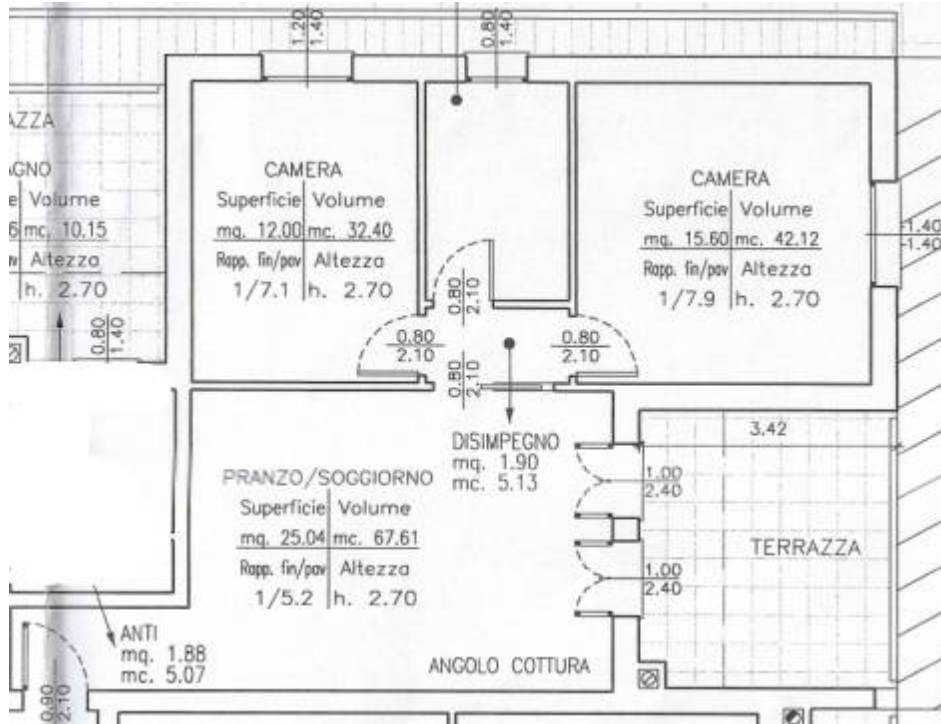 1.20
1.40
0.80
1.40
AZZA
AGNO
Volume
mc. 10.15
Altezza
h. 2.70
0.80
1.40
CAMERA
Superficie Volume
mq. 12.00 mc. 32.40
Rapp. fin/pav Altezza
1/7.1 h. 2.70
CAMERA
Superficie Volume
mq. 15.60 mc. 42.12
Rapp. fin/pav Altezza
1/7.9 h. 2.70
1.40
1.40
0.80
2.10
0.80
2.10
0.80
2.10
0.80
2.10
DISIMPEGNO
mq. 1.90
mc. 5.13
PRANZO/SOGGIORNO
Superficie Volume
mq. 25.04 mc. 67.61
Rapp. fin/pav Altezza
1/5.2 h. 2.70
3.42
1.00
2.40
1.00
2.40
TERRAZZA
ANTI
mq. 1.88
mc. 5.07
ANGOLO COTTURA
0.90
2.10